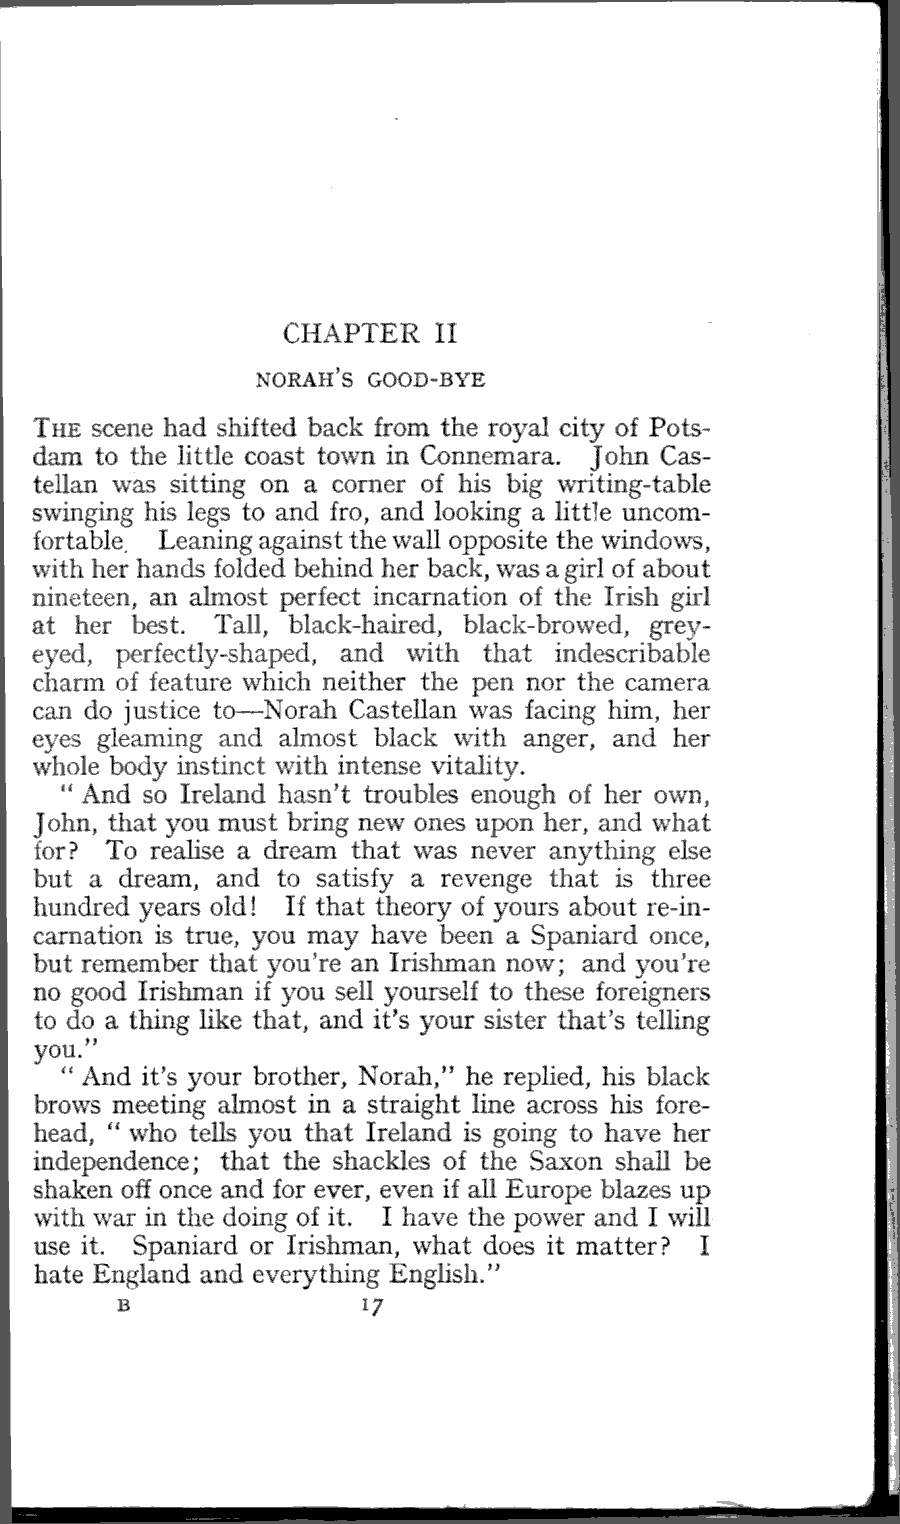 CHAPTER II
NORAH'S GOOD-BYE
THE scene had shifted back from the royal city of Pots-
dam to the little coast town in Connemara. John Cas-
tellan was sitting on a corner of his big writing-table
swinging his legs to and fro, and looking a little uncom-
fortable. Leaning against the wall opposite the windows,
with her hands folded behind her back, was a girl of about
nineteen, an almost perfect incarnation of the Irish girl
at her best. Tall, black-haired, black-browed, grey-
eyed, perfectly-shaped, and with that indescribable
charm of feature which neither the pen nor the camera
can do justice to—Norah Castellan was facing him, her
eyes gleaming and almost black with anger, and her
whole body instinct with intense vitality.
" And so Ireland hasn't troubles enough of her own,
John, that you must bring new ones upon her, and what
for? To realise a dream that was never anything else
but a dream, and to satisfy a revenge that is three
hundred years old! If that theory of yours about re-in-
carnation is true, you may have been a Spaniard once,
but remember that you're an Irishman now; and you're
no good Irishman if you sell yourself to these foreigners
to do a thing like that, and it's your sister that's telling
you."
" And it's your brother, Norah," he replied, his black
brows meeting almost in a straight line across his fore-
head, " who tells you that Ireland is going to have her
independence; that the shackles of the Saxon shall be
shaken off once and for ever, even if all Europe blazes up
with war in the doing of it. I have the power and I will
use it. Spaniard or Irishman, what does it matter? I
hate England and everything English."
B 17